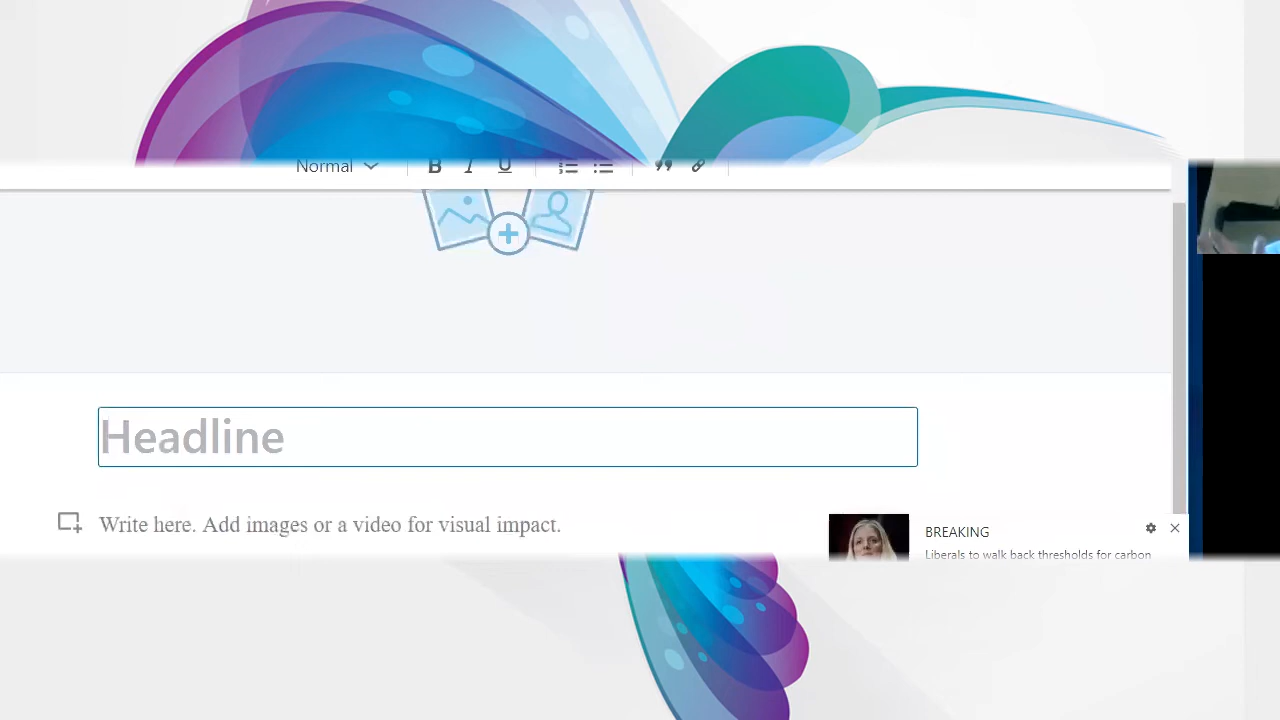 Normal
B I U
Headline
Write here. Add images or a video for visual impact.
BREAKING
Liberals to walk back thresholds for carbon